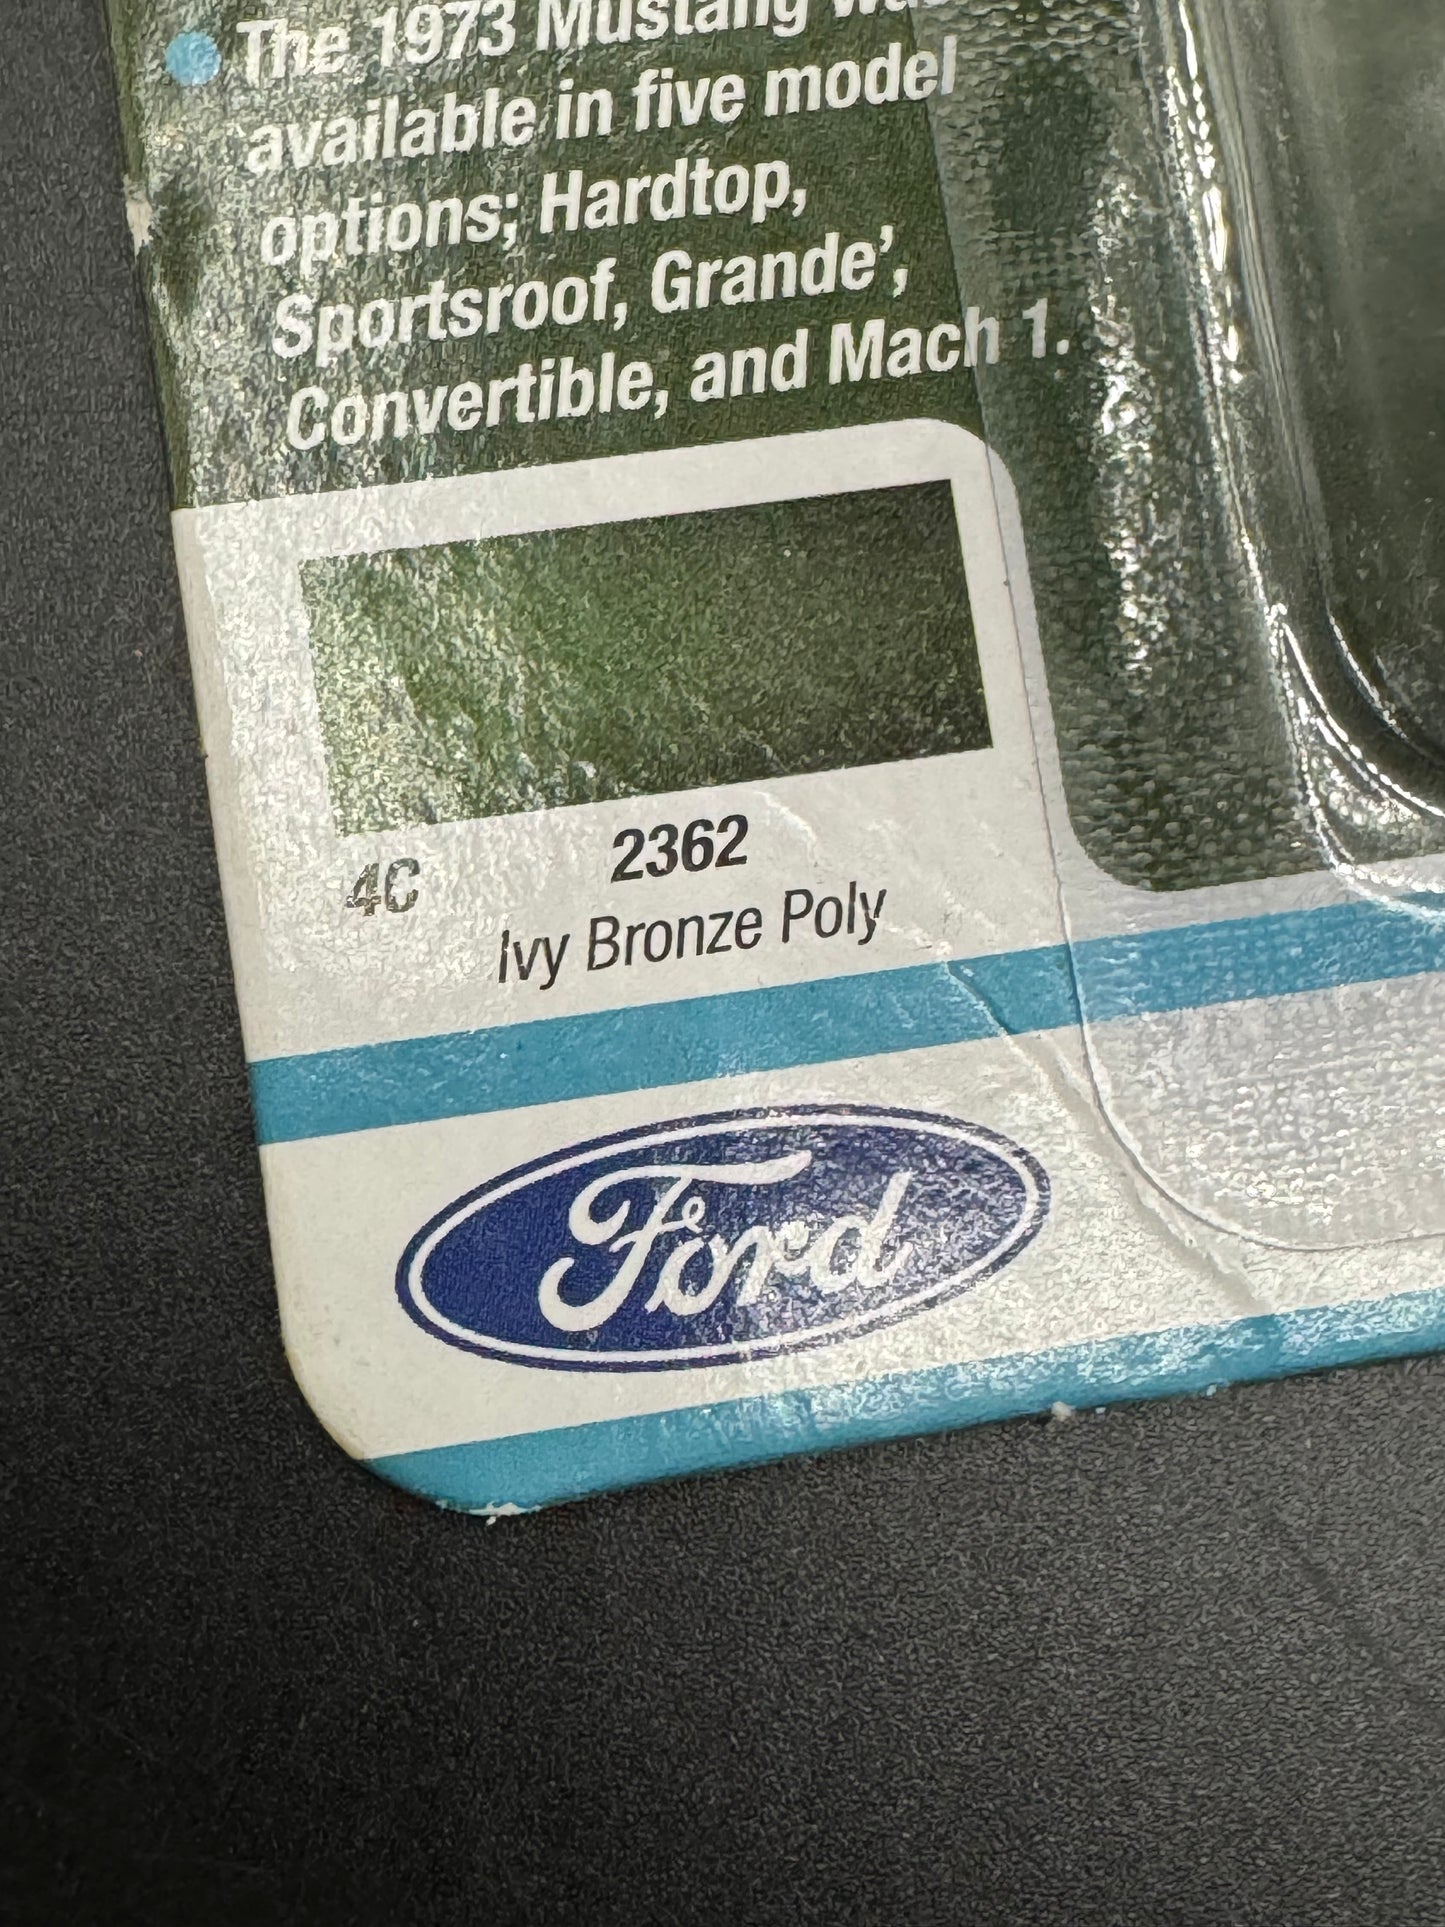 The 1973 Mustang was
available in five model
options; Hardtop,
Sportsroof, Grande’,
Convertible, and Mach 1.
4C 2362
Ivy Bronze Poly
Ford